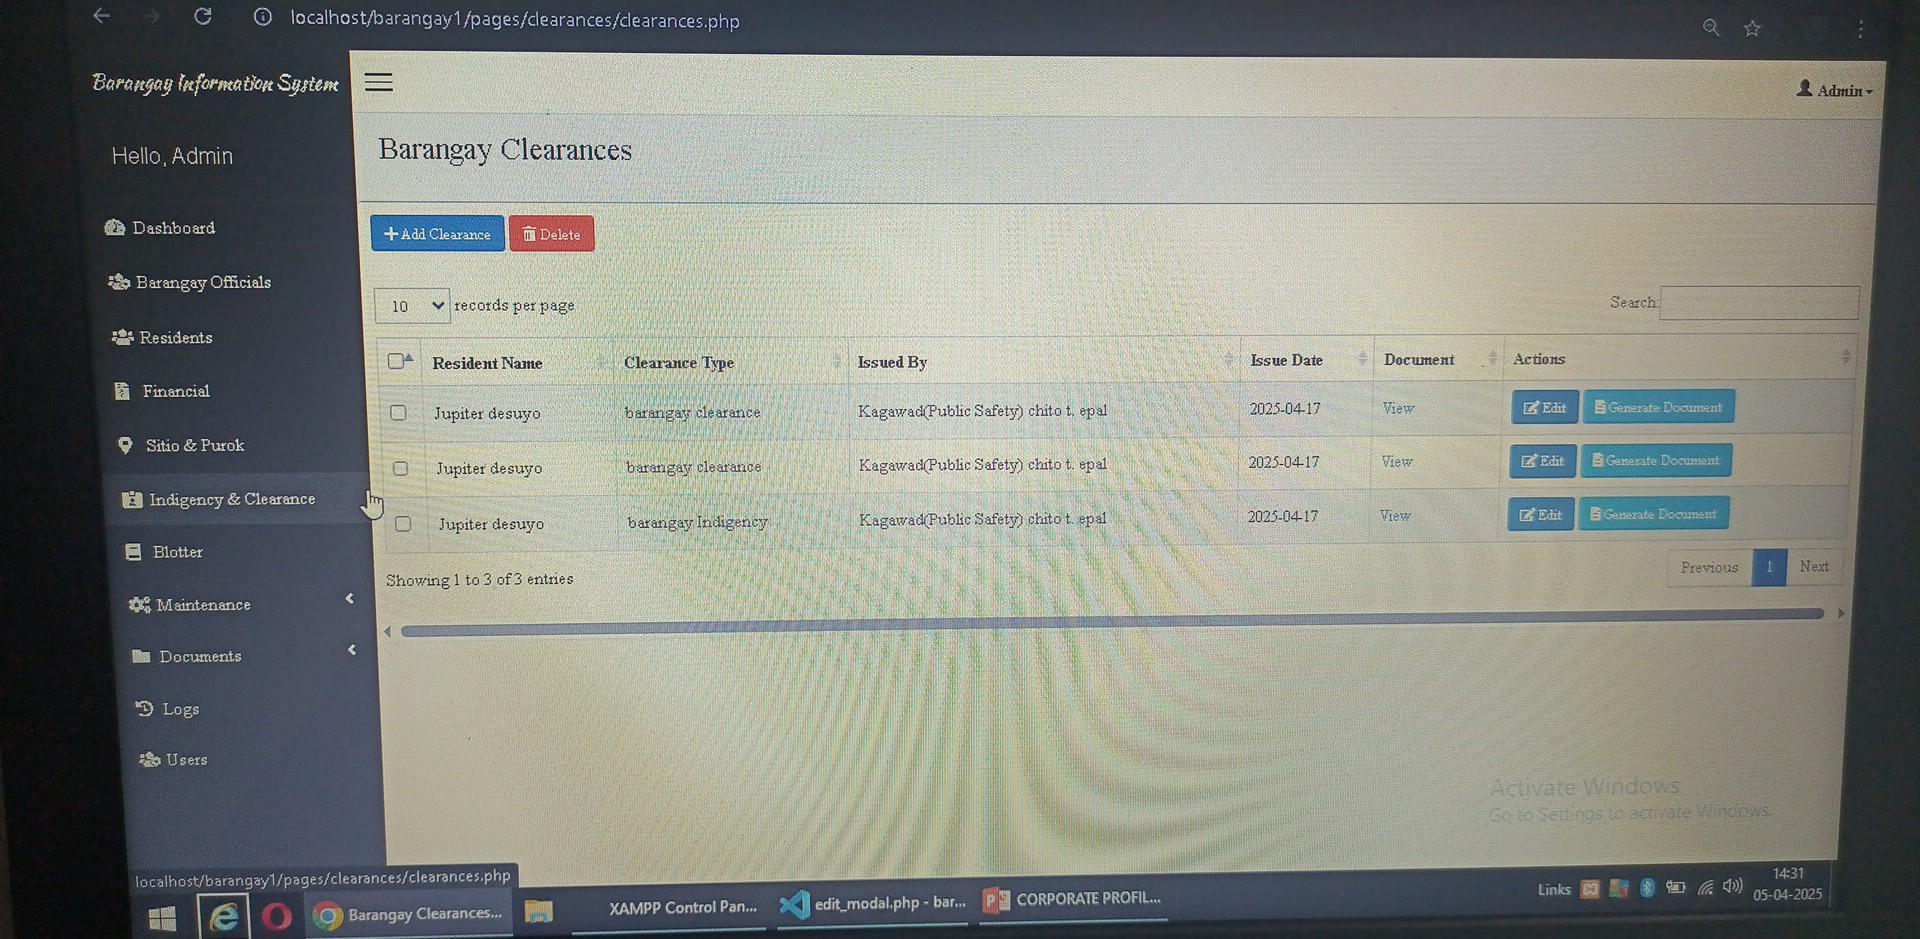 localhost/barangay1/pages/clearances/clearances.php
Barangay Information System
Admin
Hello, Admin
Barangay Clearances
Dashboard
Barangay Officials
Residents
Financial
Sitio & Purok
Indigency & Clearance
Blotter
Maintenance
Documents
Logs
Users
+Add Clearance Delete
10 records per page Search:
Resident Name Clearance Type Issued By Issue Date Document Actions
Jupiter desuyo barangay clearance Kagawad(Public Safety) chito t. epal 2025-04-17 View Edit Generate Document
Jupiter desuyo barangay clearance Kagawad(Public Safety) chito t. epal 2025-04-17 View Edit Generate Document
Jupiter desuyo barangay Indigency Kagawad(Public Safety) chito t. epal 2025-04-17 View Edit Generate Document
Showing 1 to 3 of 3 entries Previous 1 Next
Activate Windows
Go to Settings to activate Windows.
localhost/barangay1/pages/clearances/clearances.php
Barangay Clearances... XAMPP Control Pan... edit_modal.php - bar... CORPORATE PROFIL... Links 14:31
05-04-2025